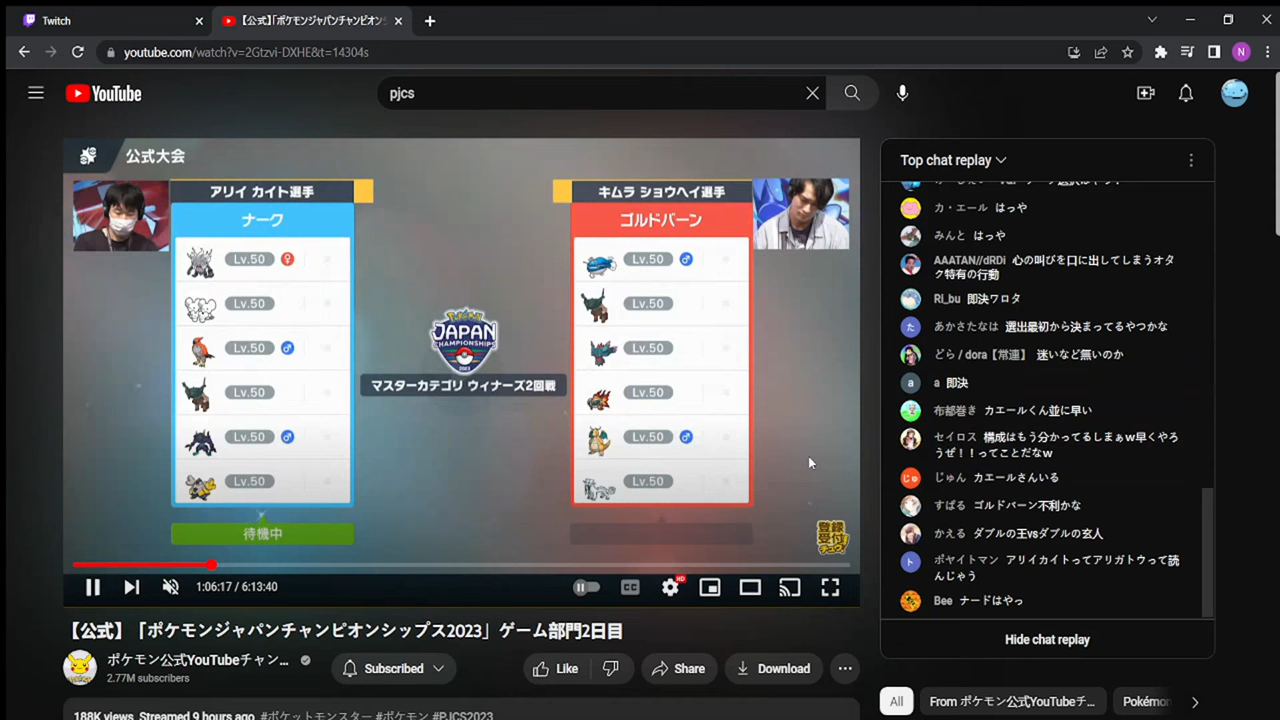 Twitch
【公式】「ポケモンジャパンチャンピオンシ
youtube.com/watch?v=2Gtzvi-DXHE&t=14304s
N
YouTube
pjcs
公式大会
アリイ カイト選手
ナーク
Lv.50
Lv.50
Lv.50
Lv.50
Lv.50
Lv.50
待機中
Pokémon
JAPAN
CHAMPIONSHIPS
2023
マスターカテゴリ ウィナーズ2回戦
キムラ ショウヘイ選手
ゴルドバーン
Lv.50
Lv.50
Lv.50
Lv.50
Lv.50
Lv.50
登録
受付
チュウ
1:06:17 / 6:13:40
CC
HD
【公式】「ポケモンジャパンチャンピオンシップス2023」ゲーム部門2日目
ポケモン公式YouTubeチャン...
2.77M subscribers
Subscribed
Like
Share
Download
188K views Streamed 9 hours ago #ポケットモンスター #ポケモン #PJCS2023
Top chat replay
カ・エール はっや
みんと はっや
AAATAN//dRDi 心の叫びを口に出してしまうオタ
ク特有の行動
RI_bu 即決ワロタ
た あかさたなは 選出最初から決まってるやつかな
どら / dora【常連】 迷いなど無いのか
a a 即決
布都巻き カエールくん並に早い
セイロス 構成はもう分かってるしまぁw早くやろ
うぜ！！ってことだなw
じゅ じゅん カエールさんいる
すばる ゴルドバーン不利かな
かえる ダブルの王vsダブルの玄人
ト ポヤイトマン アリイカイトってアリガトウって読
んじゃう
Bee ナードはやっ
Hide chat replay
All
From ポケモン公式YouTubeチ...
Pokémon